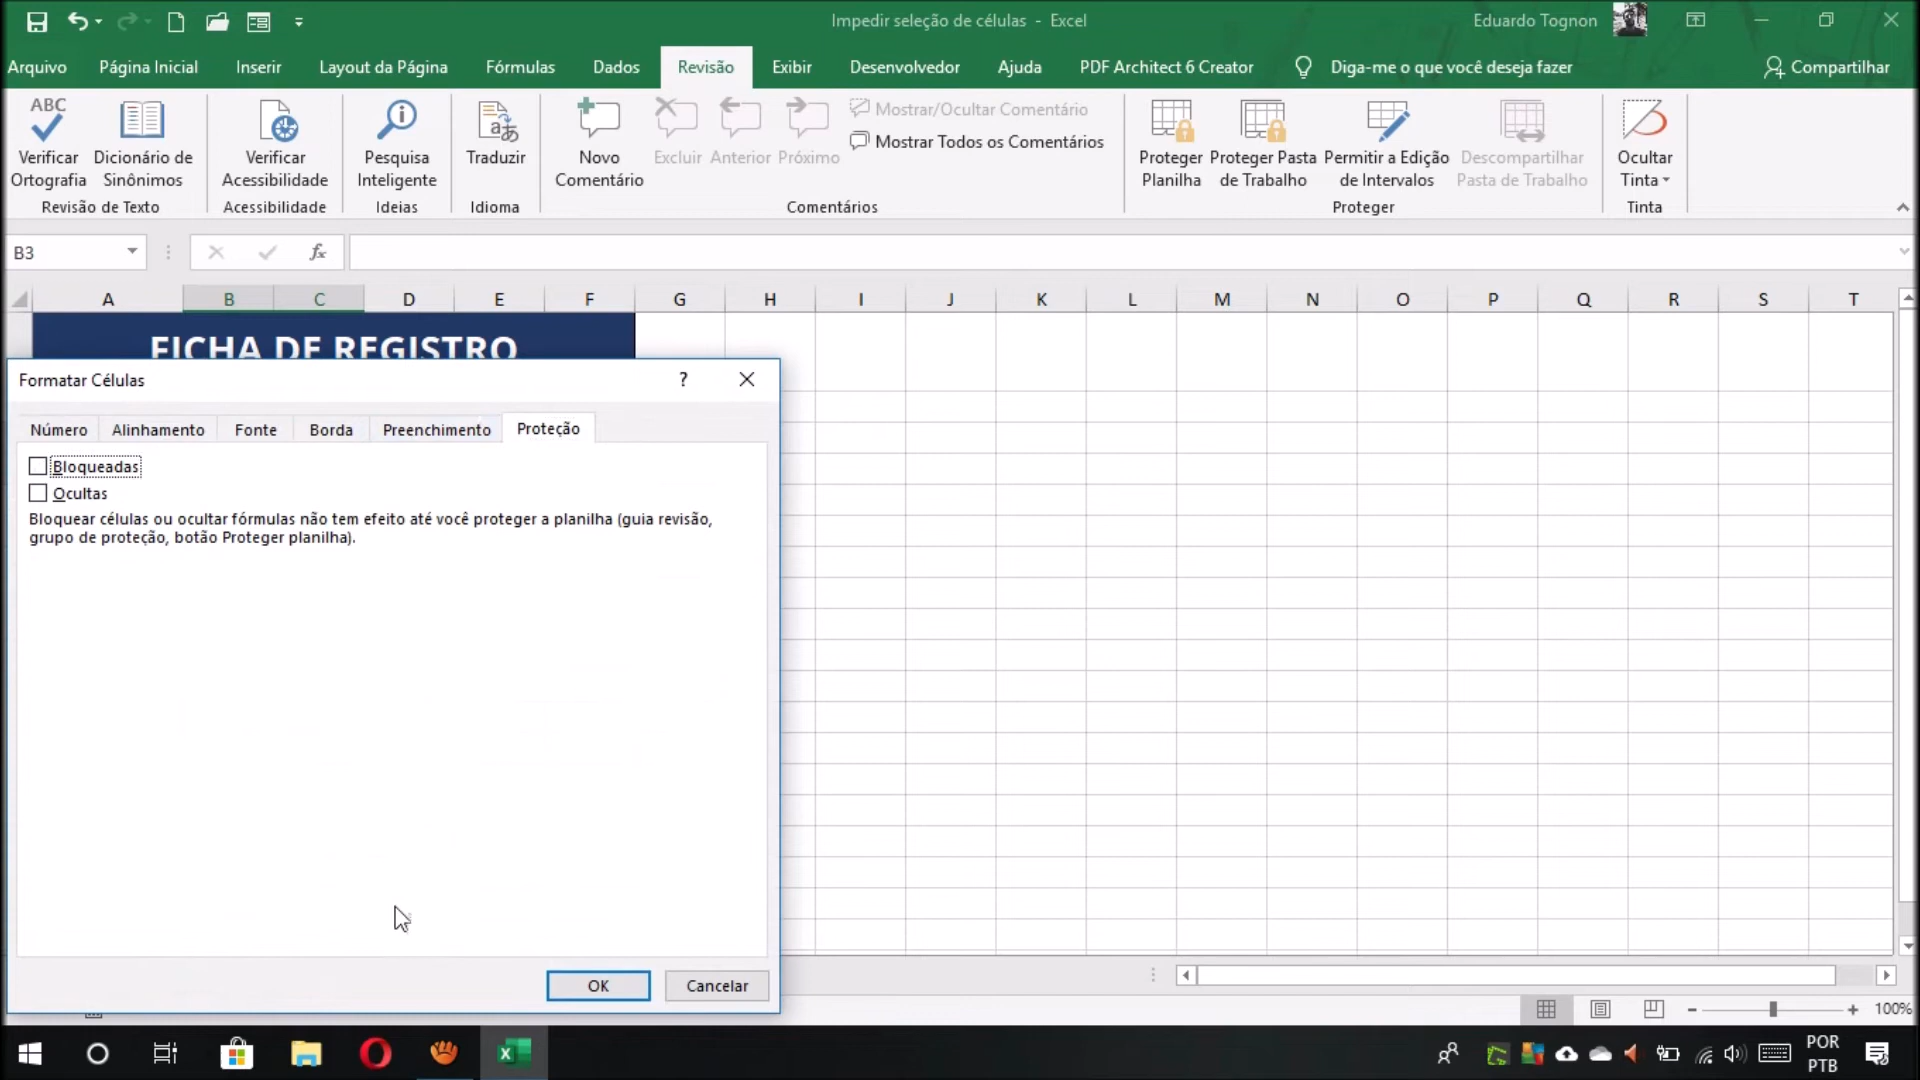 Impedir seleção de células - Excel
Eduardo Tognon
Arquivo
Página Inicial
Inserir
Layout da Página
Fórmulas
Dados
Revisão
Exibir
Desenvolvedor
Ajuda
PDF Architect 6 Creator
Diga-me o que você deseja fazer
Compartilhar
ABC
Verificar
Ortografia
Dicionário de
Sinônimos
Verificar
Acessibilidade
Pesquisa
Inteligente
Traduzir
Novo
Comentário
Excluir
Anterior
Próximo
Mostrar/Ocultar Comentário
Mostrar Todos os Comentários
Proteger
Planilha
Proteger Pasta
de Trabalho
Permitir a Edição
de Intervalos
Descompartilhar
Pasta de Trabalho
Ocultar
Tinta
Revisão de Texto
Acessibilidade
Ideias
Idioma
Comentários
Proteger
Tinta
B3
fx
A B C D E F G H I J K L M N O P Q R S T
FICHA DE REGISTRO
Formatar Células
?
Número
Alinhamento
Fonte
Borda
Preenchimento
Proteção
Bloqueadas
Ocultas
Bloquear células ou ocultar fórmulas não tem efeito até você proteger a planilha (guia revisão,
grupo de proteção, botão Proteger planilha).
OK
Cancelar
100%
POR
PTB